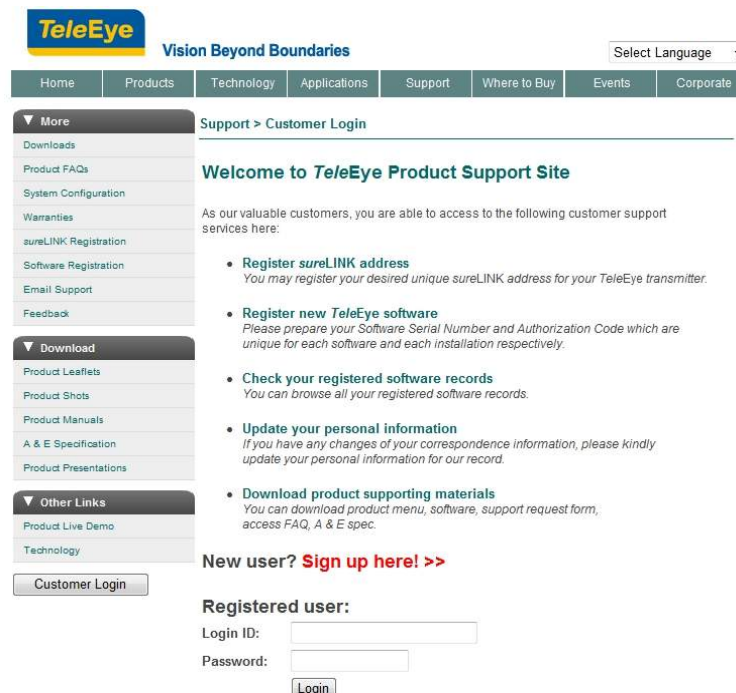 TeleEye
Vision Beyond Boundaries
Select Language
Home Products Technology Applications Support Where to Buy Events Corporate
▼ More
Downloads
Product FAQs
System Configuration
Warranties
sureLINK Registration
Software Registration
Email Support
Feedback
▼ Download
Product Leaflets
Product Shots
Product Manuals
A & E Specification
Product Presentations
▼ Other Links
Product Live Demo
Technology
Customer Login
Support > Customer Login
Welcome to TeleEye Product Support Site
As our valuable customers, you are able to access to the following customer support
services here:
• Register sureLINK address
You may register your desired unique sureLINK address for your TeleEye transmitter.
• Register new TeleEye software
Please prepare your Software Serial Number and Authorization Code which are
unique for each software and each installation respectively.
• Check your registered software records
You can browse all your registered software records.
• Update your personal information
If you have any changes of your correspondence information, please kindly
update your personal information for our record.
• Download product supporting materials
You can download product menu, software, support request form,
access FAQ, A & E spec.
New user? Sign up here! >>
Registered user:
Login ID:
Password:
Login